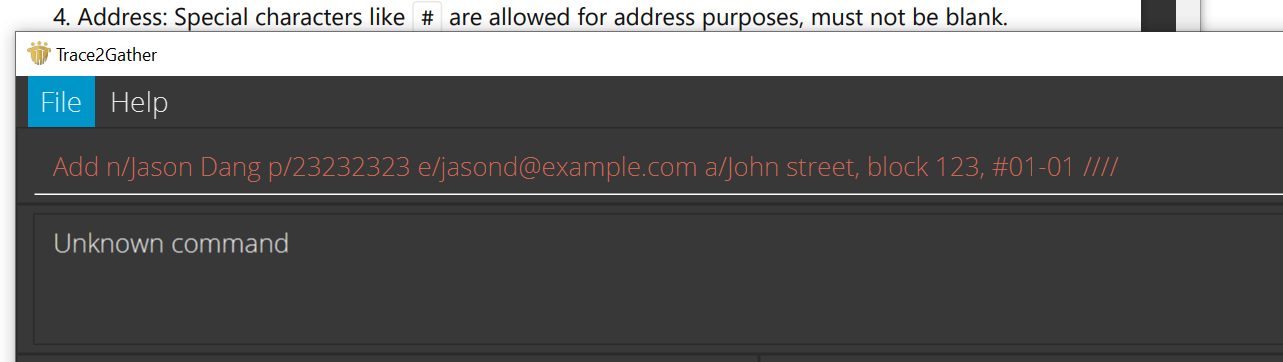 4. Address: Special characters like # are allowed for address purposes, must not be blank.
Trace2Gather
File Help
Add n/Jason Dang p/23232323 e/jasond@example.com a/John street, block 123, #01-01 ////
Unknown command